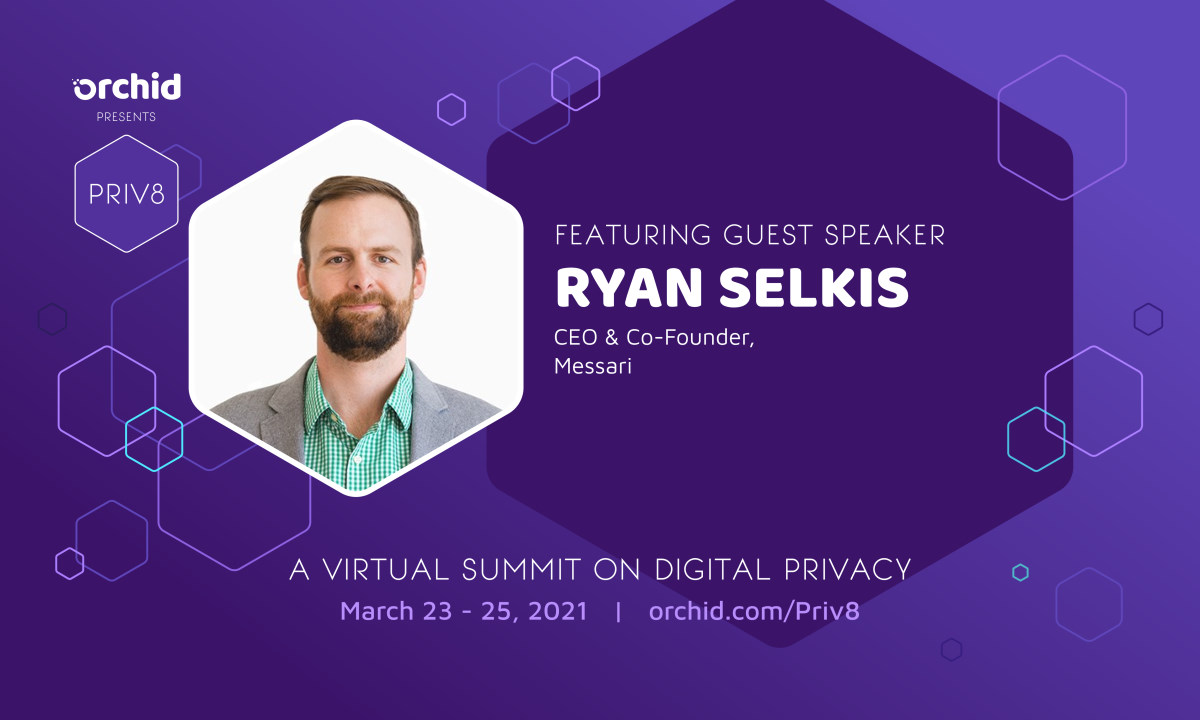 orchid
PRESENTS
PRIV8
FEATURING GUEST SPEAKER
RYAN SELKIS
CEO & Co-Founder,
Messari
A VIRTUAL SUMMIT ON DIGITAL PRIVACY
March 23 - 25, 2021 | orchid.com/Priv8